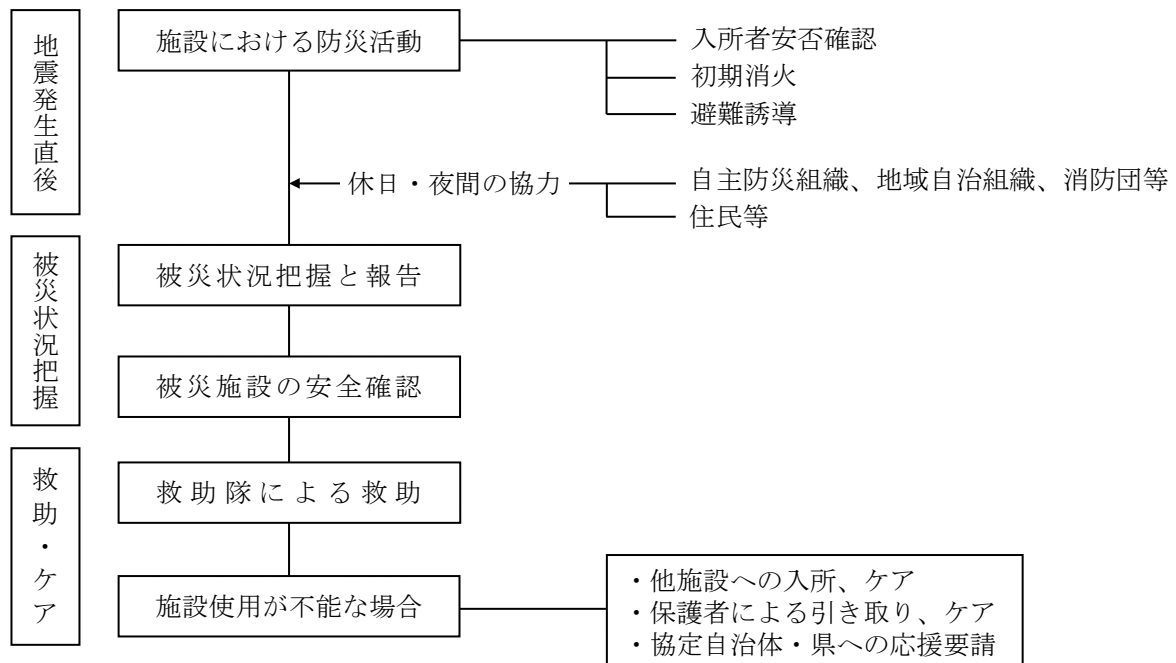 地震発生直後
施設における防災活動
入所者安否確認
初期消火
避難誘導
休日・夜間の協力
自主防災組織、地域自治組織、消防団等
住民等
被災状況把握
被災状況把握と報告
被災施設の安全確認
救助・ケア
救助隊による救助
施設使用が不能な場合
・他施設への入所、ケア
・保護者による引き取り、ケア
・協定自治体・県への応援要請